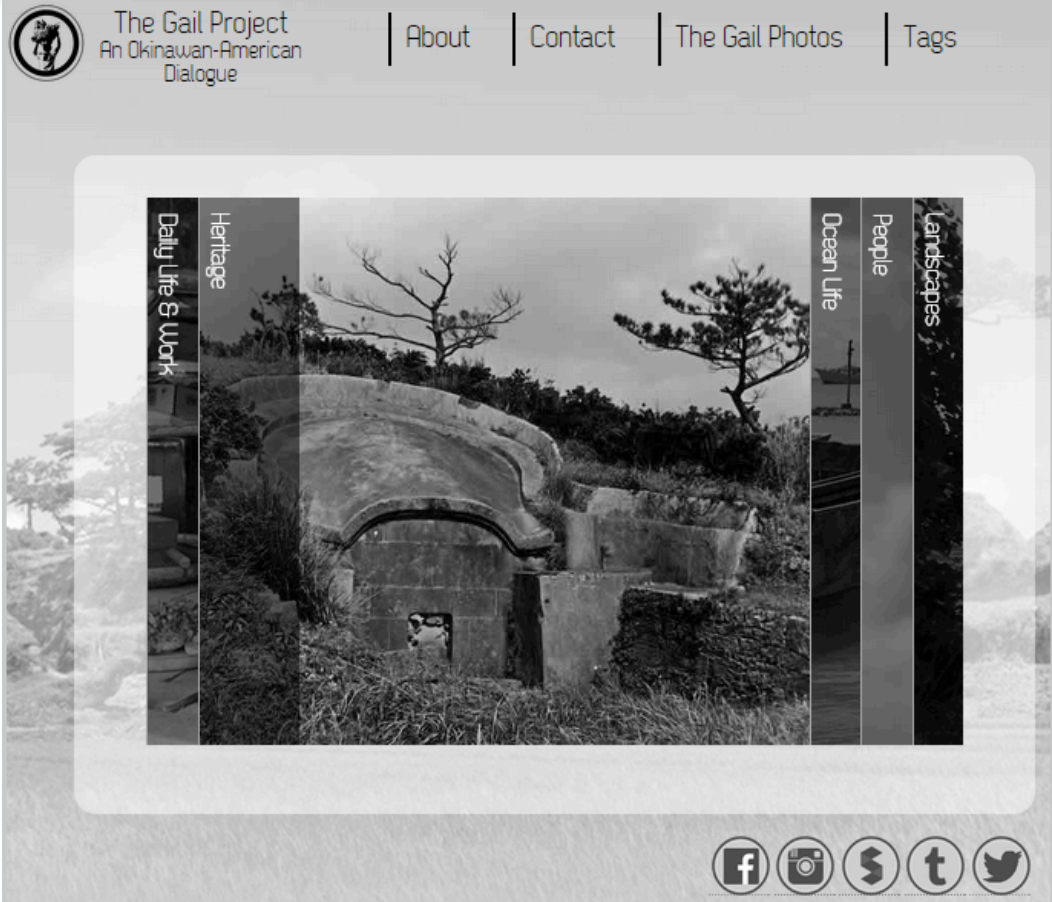 The Gail Project
An Okinawan-American
Dialogue
About
Contact
The Gail Photos
Tags
Daily Life & Work
Heritage
Ocean Life
People
Landscapes